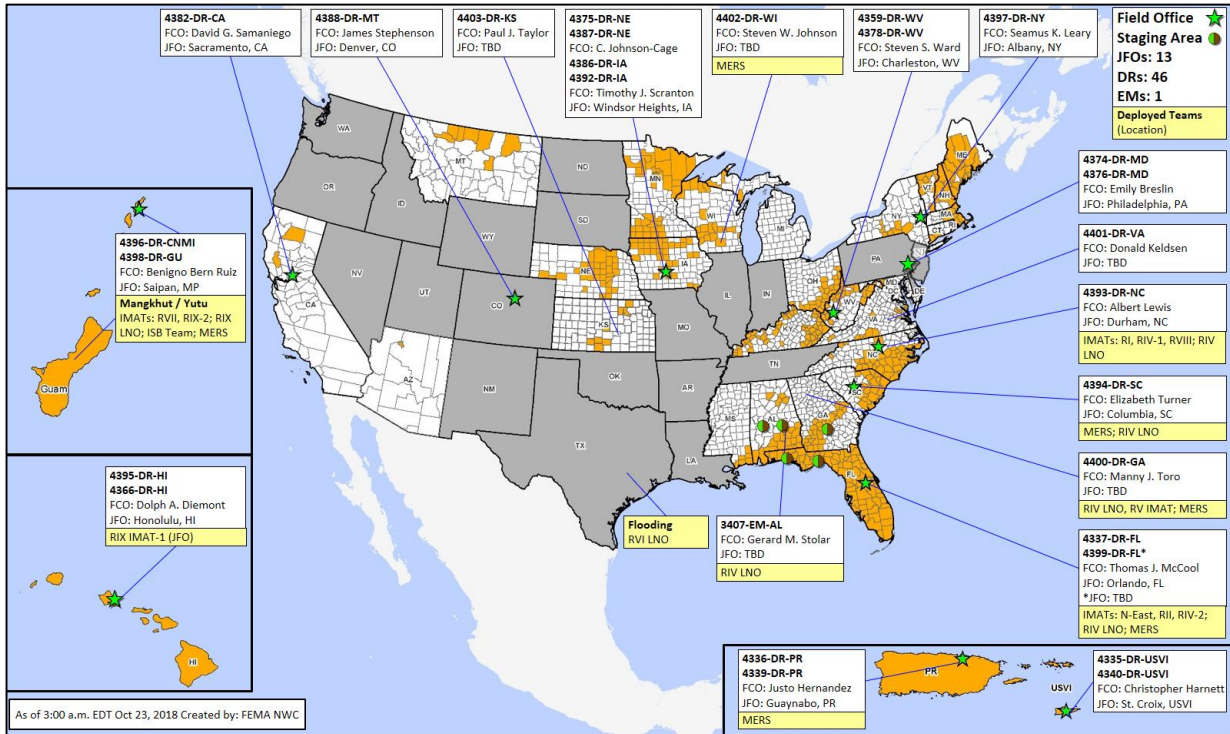 4382-DR-CA
FCO: David G. Samaniego
JFO: Sacramento, CA
4388-DR-MT
FCO: James Stephenson
JFO: Denver, CO
4403-DR-KS
FCO: Paul J. Taylor
JFO: TBD
4375-DR-NE
4387-DR-NE
FCO: C. Johnson-Cage
4386-DR-IA
4392-DR-IA
FCO: Timothy J. Scranton
JFO: Windsor Heights, IA
4402-DR-WI
FCO: Steven W. Johnson
JFO: TBD
MERS
4359-DR-WV
4378-DR-WV
FCO: Steven S. Ward
JFO: Charleston, WV
4397-DR-NY
FCO: Seamus K. Leary
JFO: Albany, NY
Field Office
Staging Area
JFOs: 13
DRs: 46
EMs: 1
Deployed Teams
(Location)
4374-DR-MD
4376-DR-MD
FCO: Emily Breslin
JFO: Philadelphia, PA
4401-DR-VA
FCO: Donald Keldsen
JFO: TBD
4393-DR-NC
FCO: Albert Lewis
JFO: Durham, NC
IMATs: RI, RIV-1, RVIII; RIV
LNO
4394-DR-SC
FCO: Elizabeth Turner
JFO: Columbia, SC
MERS; RIV LNO
4400-DR-GA
FCO: Manny J. Toro
JFO: TBD
RIV LNO, RV IMAT; MERS
4337-DR-FL
4399-DR-FL*
FCO: Thomas J. McCool
JFO: Orlando, FL
*JFO: TBD
IMATs: N-East, RII, RIV-2;
RIV LNO; MERS
4396-DR-CNMI
4398-DR-GU
FCO: Benigno Bern Ruiz
JFO: Saipan, MP
Mangkhut / Yutu
IMATs: RVII, RIX-2; RIX
LNO; ISB Team; MERS
Guam
4395-DR-HI
4366-DR-HI
FCO: Dolph A. Diemont
JFO: Honolulu, HI
RIX IMAT-1 (JFO)
HI
WA
MT
ND
MN
ME
OR
ID
SD
WI
VT
NH
NY
MA
RI
CT
WY
MI
NE
IA
PA
NJ
NV
UT
CO
IL
IN
OH
MD
DE
WV
CA
KS
MO
KY
VA
AZ
NM
OK
AR
TN
NC
SC
MS
AL
GA
TX
LA
FL
Flooding
RVI LNO
3407-EM-AL
FCO: Gerard M. Stolar
JFO: TBD
RIV LNO
4336-DR-PR
4339-DR-PR
FCO: Justo Hernandez
JFO: Guaynabo, PR
MERS
PR
USVI
4335-DR-USVI
4340-DR-USVI
FCO: Christopher Harnett
JFO: St. Croix, USVI
As of 3:00 a.m. EDT Oct 23, 2018 Created by: FEMA NWC